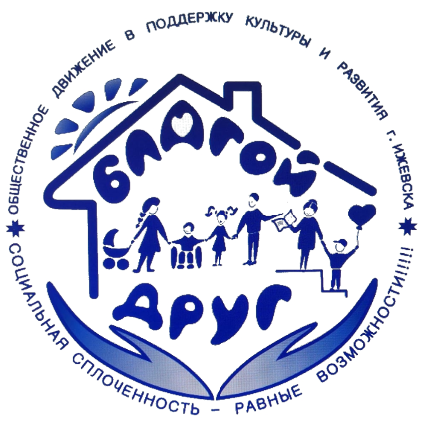 ОБЩЕСТВЕННОЕ ДВИЖЕНИЕ В ПОДДЕРЖКУ КУЛЬТУРЫ И РАЗВИТИЯ Г. ИЖЕВСКА
БЛАГОЙ
ДРУГ
СОЦИАЛЬНАЯ СПЛОЧЕННОСТЬ – РАВНЫЕ ВОЗМОЖНОСТИ!!!!!